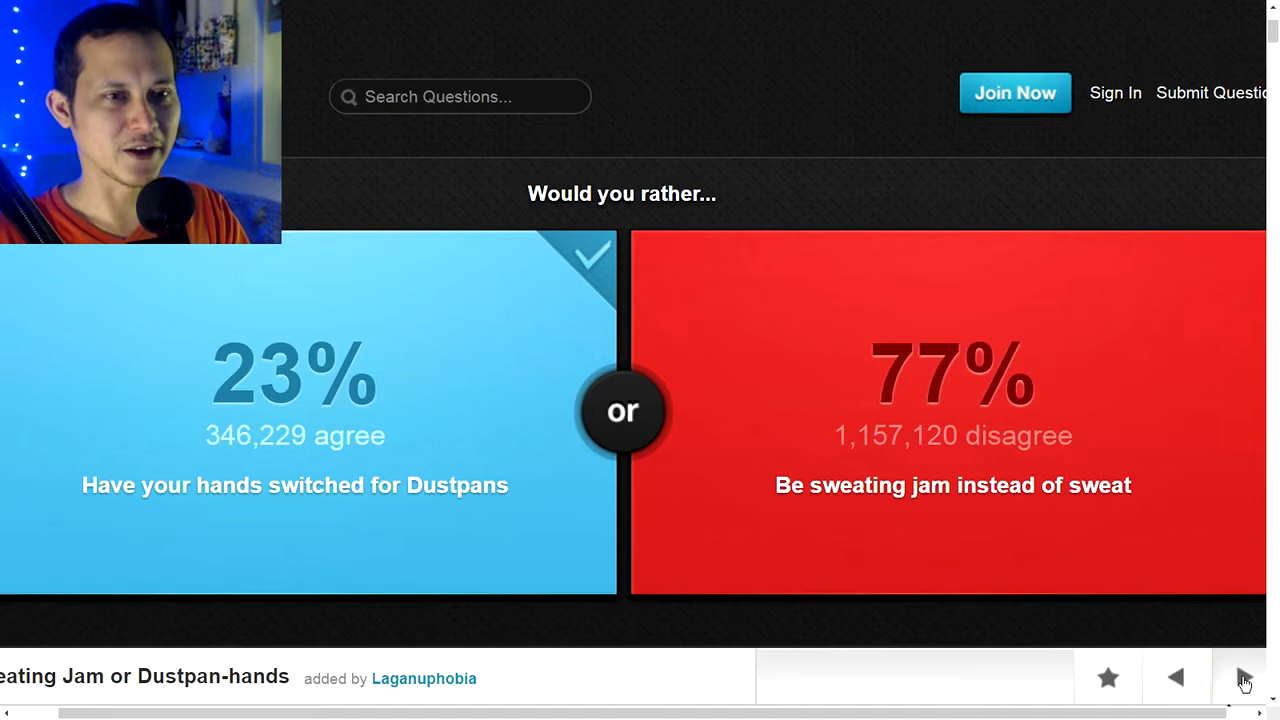 Search Questions...
Join Now
Sign In
Submit Questio
Would you rather...
23%
346,229 agree
Have your hands switched for Dustpans
or
77%
1,157,120 disagree
Be sweating jam instead of sweat
eating Jam or Dustpan-hands added by Laganuphobia